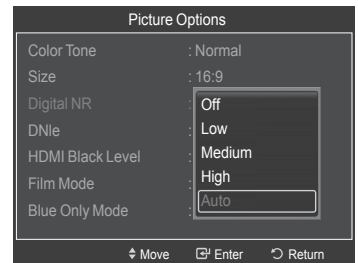 Picture Options
Color Tone : Normal
Size : 16:9
Digital NR :
DNIe :
HDMI Black Level :
Film Mode :
Blue Only Mode :
Off
Low
Medium
High
Auto
Move Enter Return